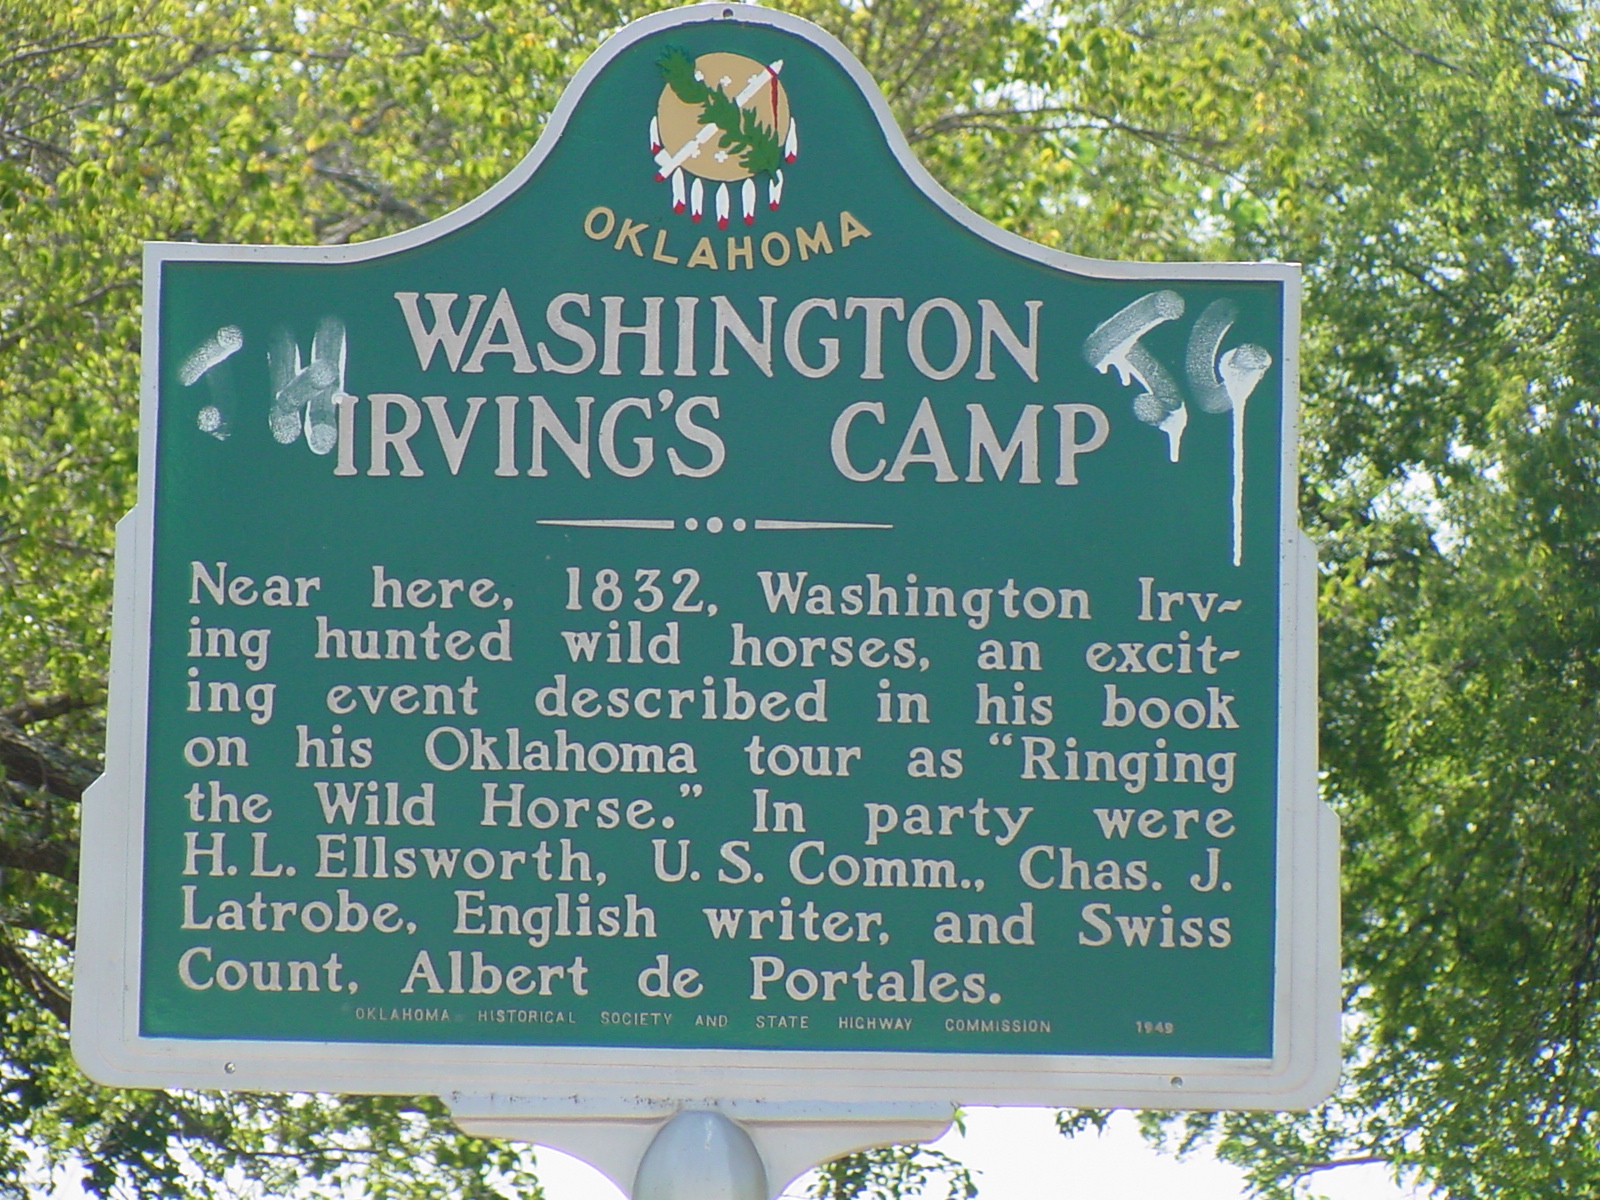 OKLAHOMA
WASHINGTON
IRVING'S CAMP
Near here, 1832, Washington Irv-
ing hunted wild horses, an excit-
ing event described in his book
on his Oklahoma tour as "Ringing
the Wild Horse." In party were
H. L. Ellsworth, U. S. Comm., Chas. J.
Latrobe, English writer, and Swiss
Count, Albert de Portales.
OKLAHOMA HISTORICAL SOCIETY AND STATE HIGHWAY COMMISSION 1949